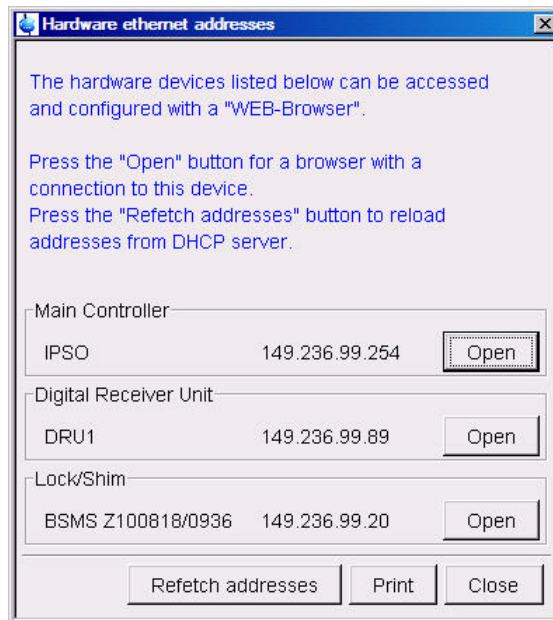 Hardware ethernet addresses
The hardware devices listed below can be accessed
and configured with a "WEB-Browser".
Press the "Open" button for a browser with a
connection to this device.
Press the "Refetch addresses" button to reload
addresses from DHCP server.
Main Controller
IPSO 149.236.99.254 Open
Digital Receiver Unit
DRU1 149.236.99.89 Open
Lock/Shim
BSMS Z100818/0936 149.236.99.20 Open
Refetch addresses Print Close